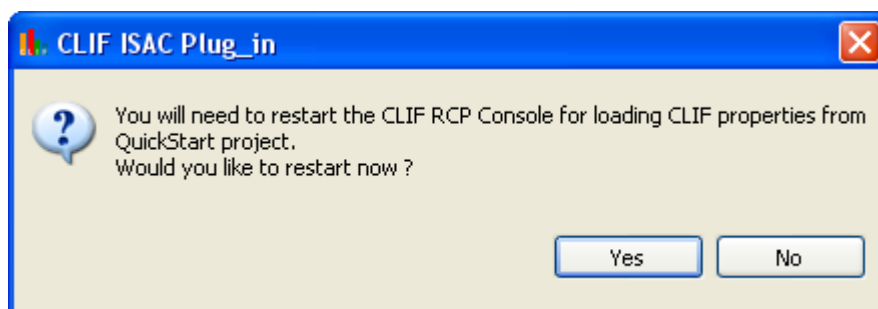 CLIF ISAC Plug_in
You will need to restart the CLIF RCP Console for loading CLIF properties from
QuickStart project.
Would you like to restart now ?
Yes No